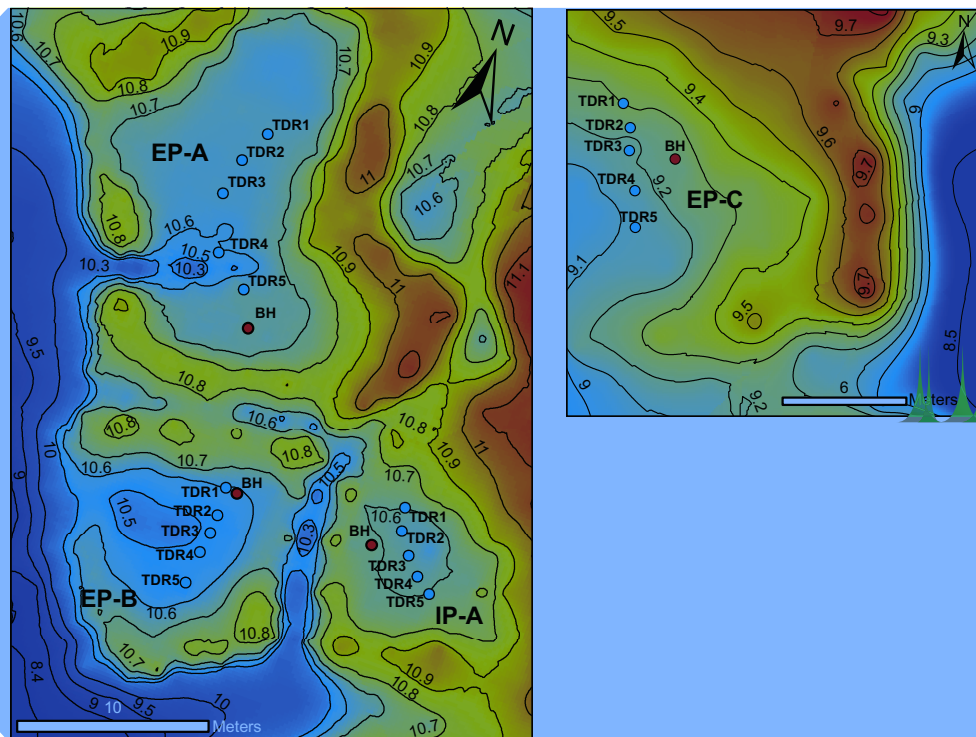 10.6
10.7
10.9
10.8
10.7
10.7
10.9
N
10.8
11
10.7
10.6
EP-A
TDR1
TDR2
TDR3
10.8
10.6
10.5
TDR4
10.3
10.3
TDR5
BH
10.9
11
11.1
9.5
10.8
10.8
10.6
10.8
10.8
10.9
11
10
10.6
10.7
10.5
10.7
9
TDR1
BH
TDR2
10.5
TDR3
TDR4
TDR5
10.3
10.6
TDR1
BH
TDR2
TDR3
TDR4
TDR5
EP-B
10.6
IP-A
10.8
10.7
10.9
10.8
8.4
9
9.5
10
10.7
10
Meters
9.5
9.7
9.3
N
9.4
6
TDR1
TDR2
TDR3
BH
9.6
9.7
TDR4
9.2
EP-C
TDR5
9.1
9.7
9.5
8.5
9
9.2
6
Meters